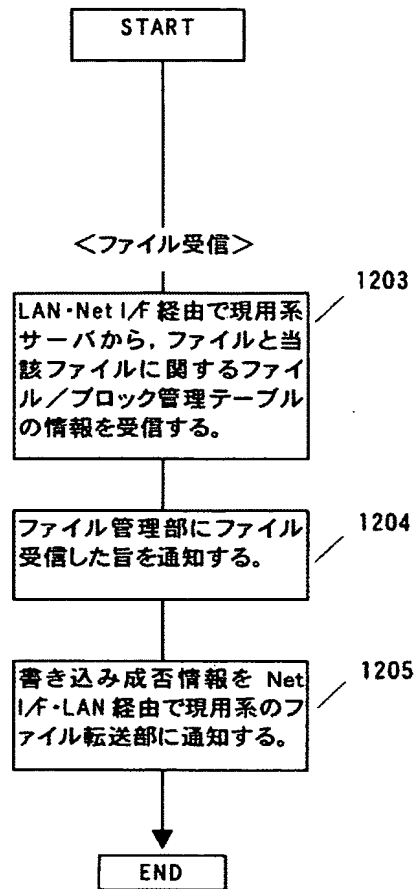 START
＜ファイル受信＞
1203
LAN・Net I/F 経由で現用系
サーバから，ファイルと当
該ファイルに関するファイ
ル／ブロック管理テーブル
の情報を受信する。
ファイル管理部にファイル
受信した旨を通知する。
1204
書き込み成否情報を Net
I/F・LAN 経由で現用系のフ
ァイル転送部に通知する。
1205
END